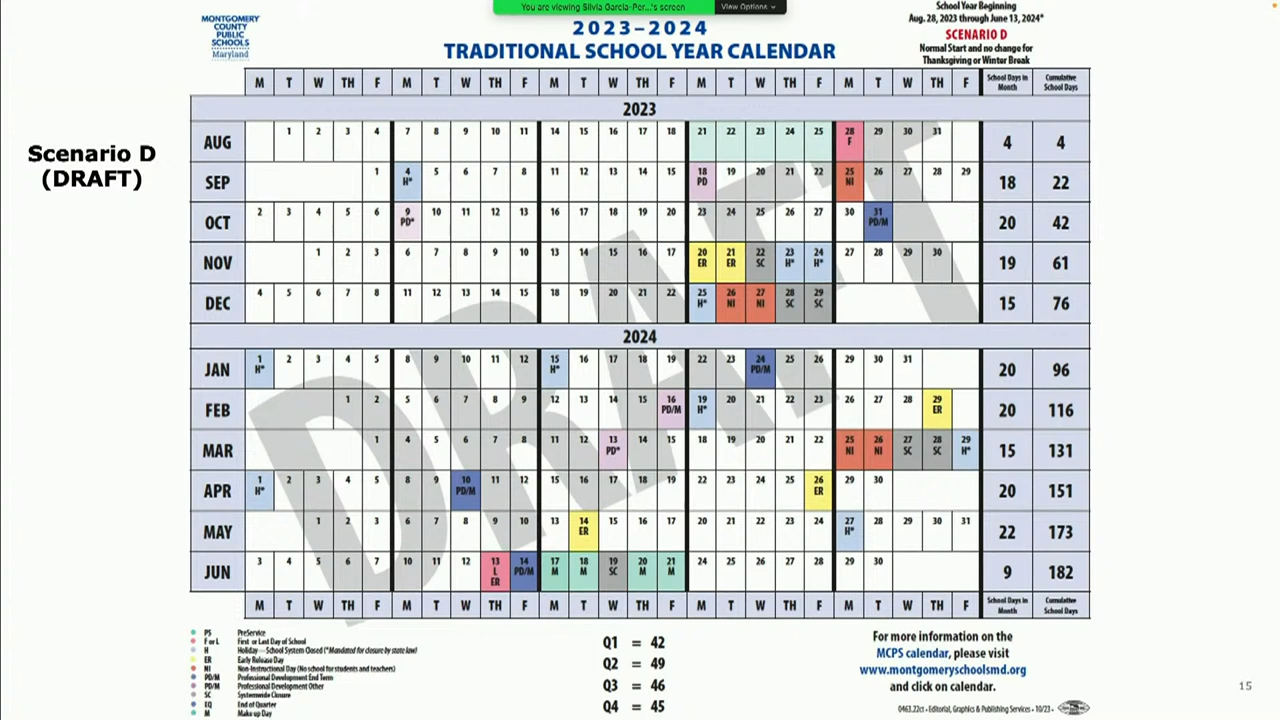 You are viewing Silvia Garcia-Per...'s screen View Options
MONTGOMERY
COUNTY
PUBLIC
SCHOOLS
Maryland
2023–2024
TRADITIONAL SCHOOL YEAR CALENDAR
School Year Beginning
Aug. 28, 2023 through June 13, 2024*
SCENARIO D
Normal Start and no change for
Thanksgiving or Winter Break
Scenario D
(DRAFT)
M T W TH F M T W TH F M T W TH F M T W TH F M T W TH F School Days in Month Cumulative School Days
2023
AUG 1 2 3 4 7 8 9 10 11 14 15 16 17 18 21 22 23 24 25 28 F 29 30 31 4 4
SEP 1 4 H* 5 6 7 8 11 12 13 14 15 18 PD 19 20 21 22 25 NI 26 27 28 29 18 22
OCT 2 3 4 5 6 9 PD* 10 11 12 13 16 17 18 19 20 23 24 25 26 27 30 31 PD/M 20 42
NOV 1 2 3 6 7 8 9 10 13 14 15 16 17 20 ER 21 ER 22 SC 23 H* 24 H* 27 28 29 30 19 61
DEC 4 5 6 7 8 11 12 13 14 15 18 19 20 21 22 25 H* 26 NI 27 NI 28 SC 29 SC 15 76
2024
JAN 1 H* 2 3 4 5 8 9 10 11 12 15 H* 16 17 18 19 22 23 24 PD/M 25 26 29 30 31 20 96
FEB 1 2 5 6 7 8 9 12 13 14 15 16 PD/M 19 H* 20 21 22 23 26 27 28 29 ER 20 116
MAR 1 4 5 6 7 8 11 12 13 PD* 14 15 18 19 20 21 22 25 NI 26 NI 27 SC 28 SC 29 H* 15 131
APR 1 H* 2 3 4 5 8 9 10 PD/M 11 12 15 16 17 18 19 22 23 24 25 26 ER 29 30 20 151
MAY 1 2 3 6 7 8 9 10 13 14 ER 15 16 17 20 21 22 23 24 27 H* 28 29 30 31 22 173
JUN 3 4 5 6 7 10 11 12 13 L ER 14 PD/M 17 M 18 M 19 SC 20 M 21 M 24 25 26 27 28 29 30 9 182
M T W TH F M T W TH F M T W TH F M T W TH F M T W TH F School Days in Month Cumulative School Days
DRAFT
PS PreService
F or L First or Last Day of School
H Holiday—School System Closed (*Mandated for closure by state law)
ER Early Release Day
NI Non-Instructional Day (No school for students and teachers)
PD/M Professional Development End Term
PD/M Professional Development Other
SC Systemwide Closure
EQ End of Quarter
M Make up Day
Q1 = 42
Q2 = 49
Q3 = 46
Q4 = 45
For more information on the
MCPS calendar, please visit
www.montgomeryschoolsmd.org
and click on calendar.
0463.22ct • Editorial, Graphics & Publishing Services • 10/23 •
15